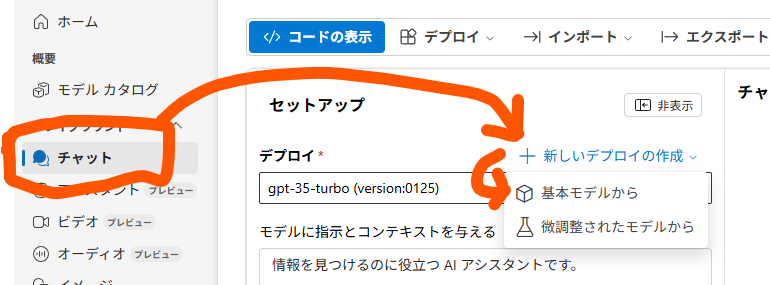 ホーム
概要
モデル カタログ
チャット
プレビュー
ビデオ プレビュー
オーディオ プレビュー
コードの表示
デプロイ
インポート
エクスポート
セットアップ
非表示
デプロイ *
新しいデプロイの作成
gpt-35-turbo (version:0125)
基本モデルから
微調整されたモデルから
モデルに指示とコンテキストを与える
情報を見つけるのに役立つ AI アシスタントです。
チャ